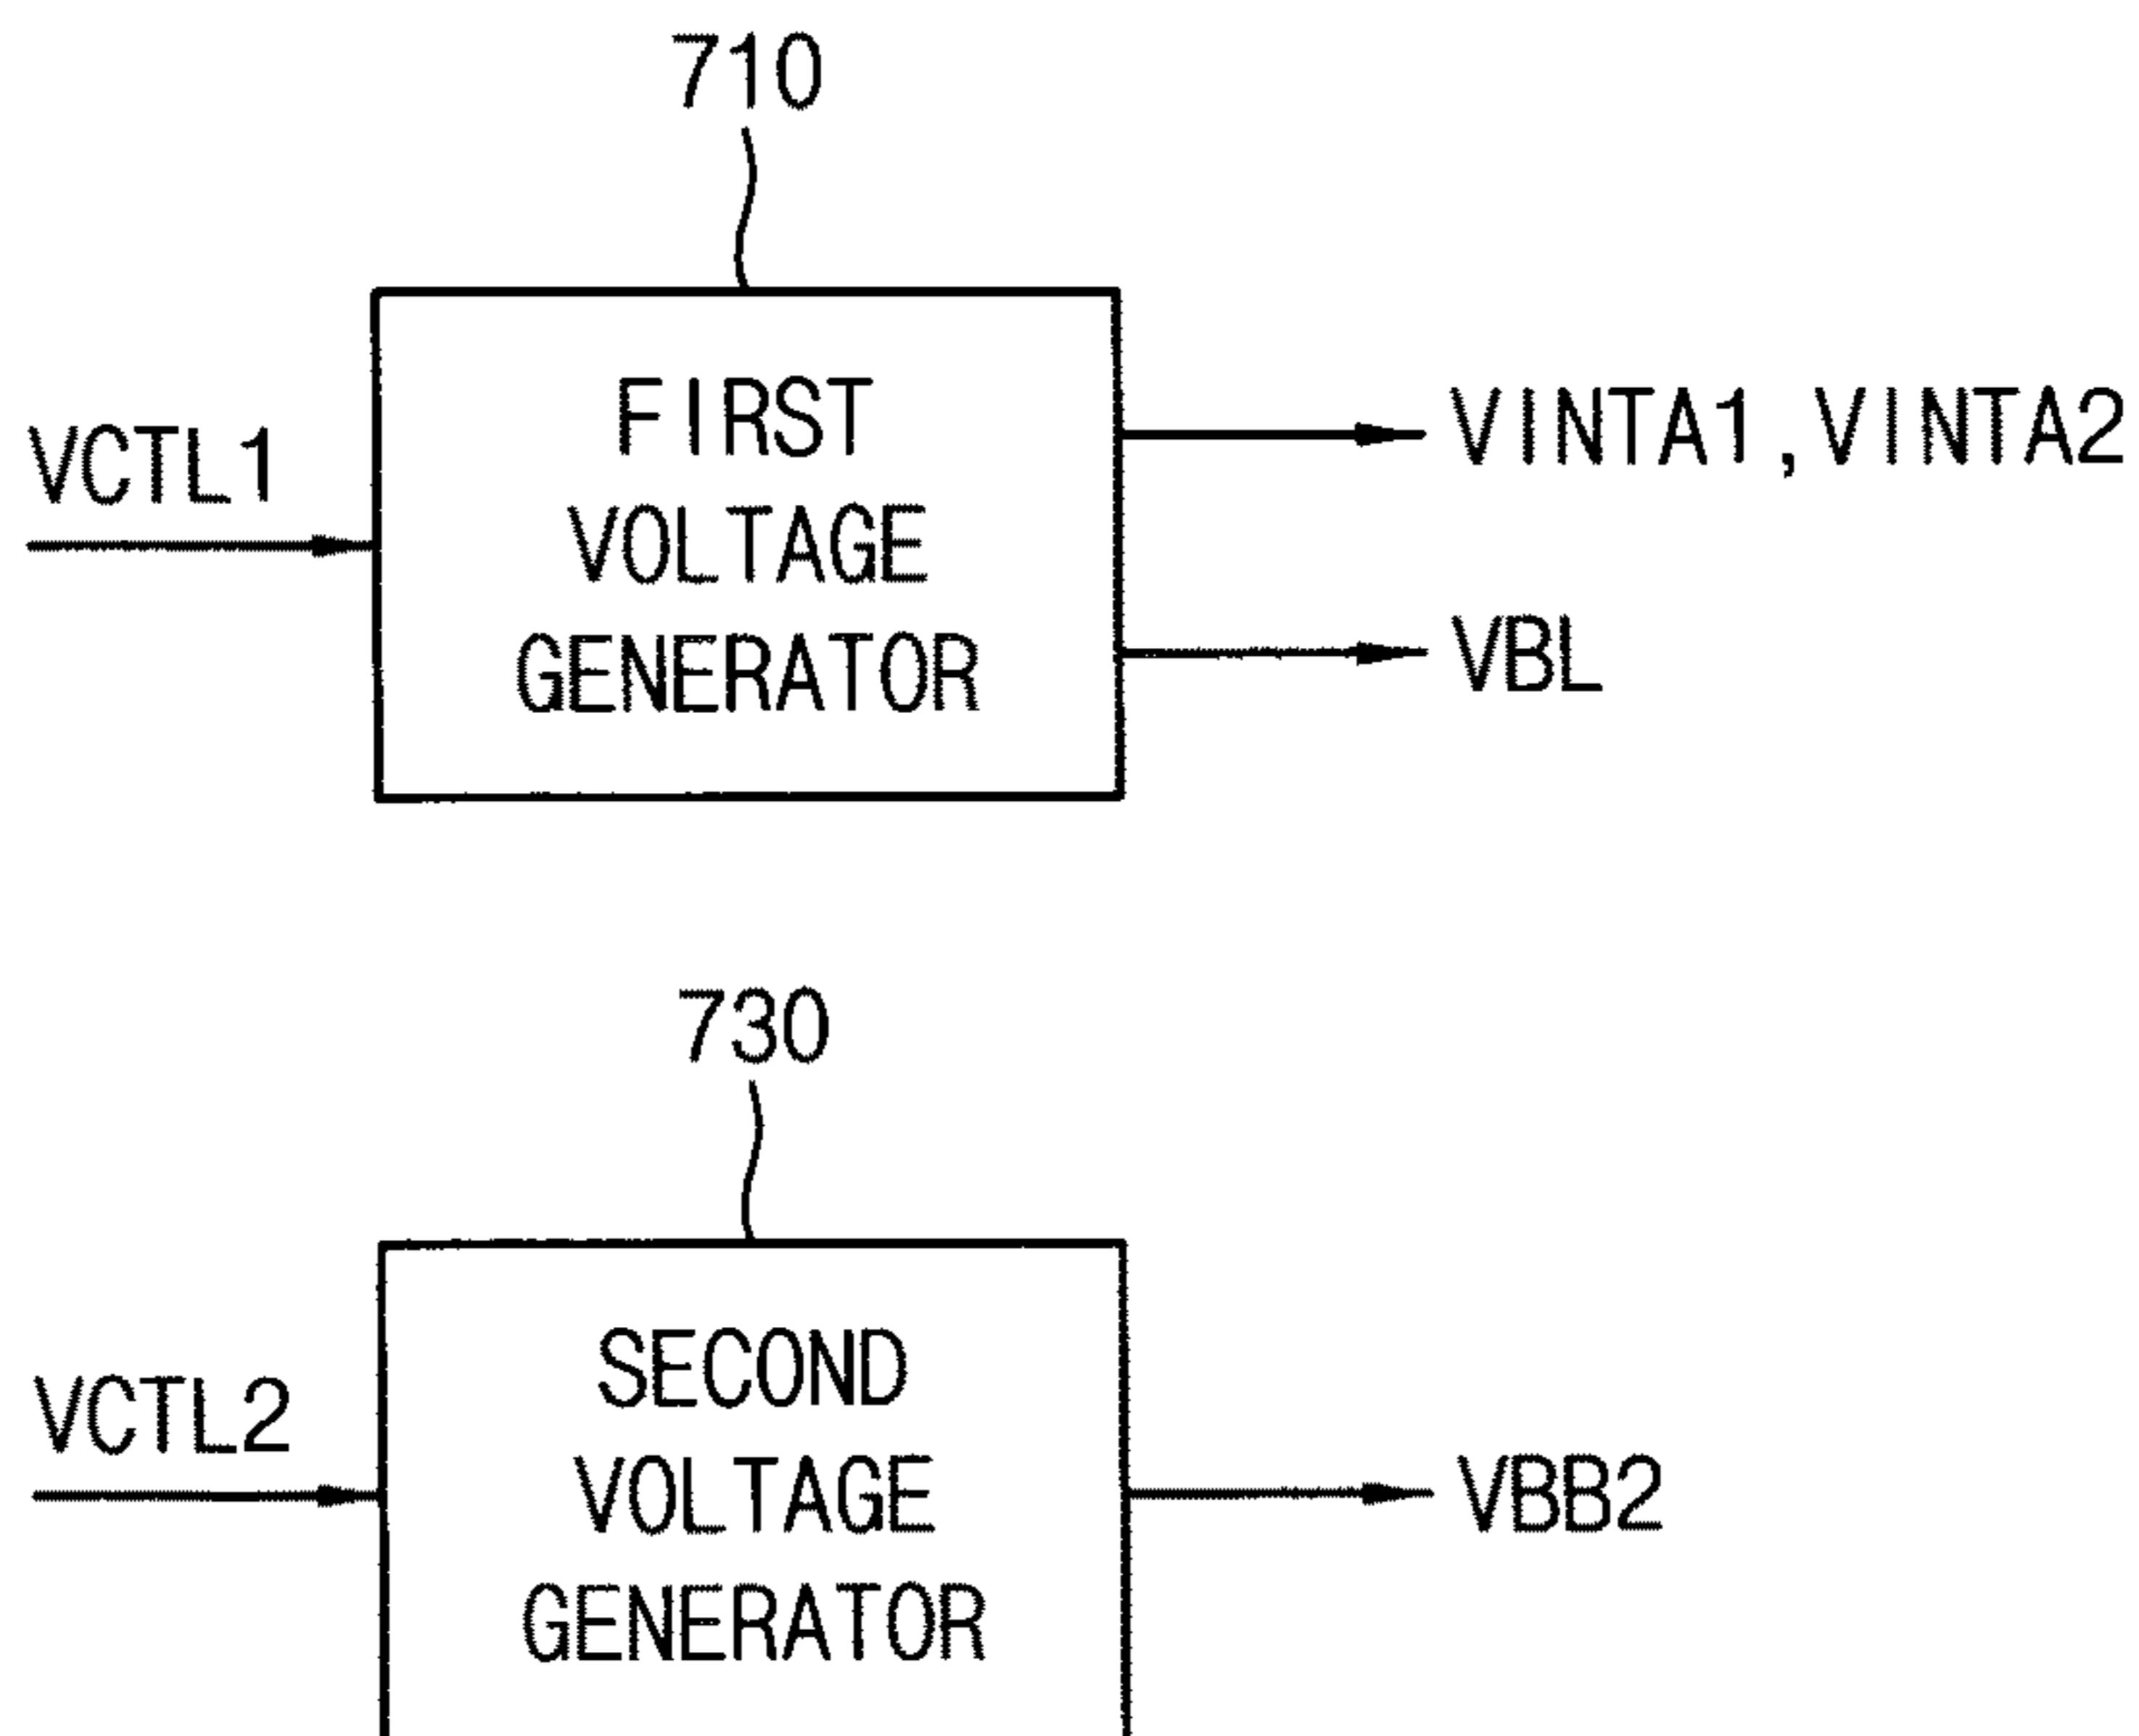 710
FIRST
VOLTAGE
GENERATOR
VCTL1
VINTA1,VINTA2
VBL
730
SECOND
VOLTAGE
GENERATOR
VCTL2
VBB2